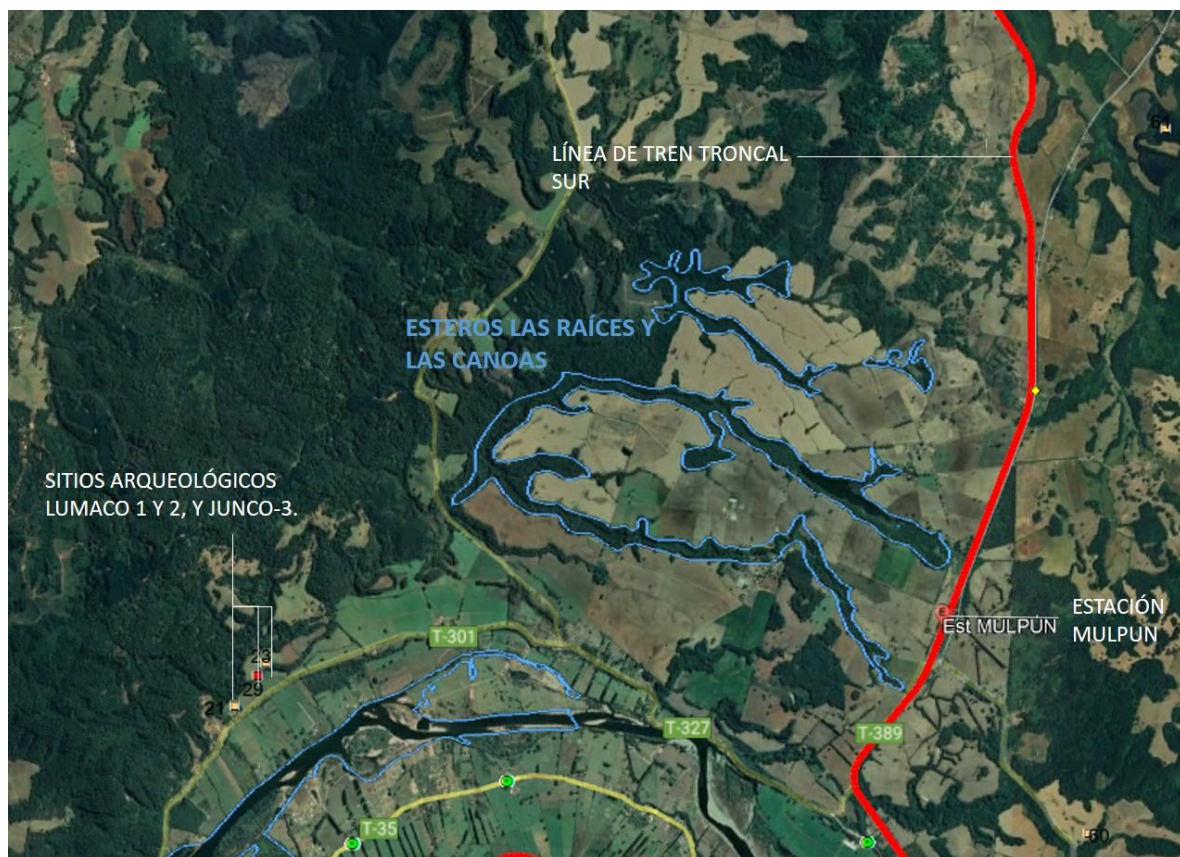 LÍNEA DE TREN TRONCAL
SUR
61
ESTEROS LAS RAÍCES Y
LAS CANOAS
SITIOS ARQUEOLÓGICOS
LUMACO 1 Y 2, Y JUNCO-3.
ESTACIÓN
MULPUN
Est MULPUN
T-301
23
29
21
T-327
T-389
T-35
60